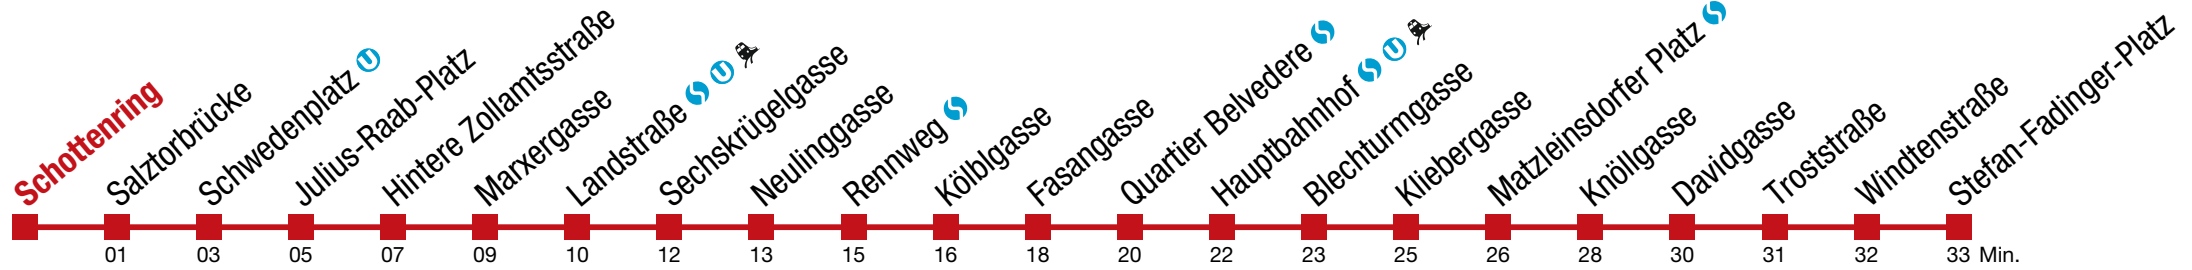 Schottenring
Salztorbrücke
Schwedenplatz
Julius-Raab-Platz
Hintere Zollamtsstraße
Marxergasse
Landstraße
Sechskrügelgasse
Neulinggasse
Rennweg
Kölblgasse
Fasangasse
Quartier Belvedere
Hauptbahnhof
Blechturmgasse
Kliebergasse
Matzleinsdorfer Platz
Knöllgasse
Davidgasse
Troststraße
Windtenstraße
Stefan-Fadinger-Platz
01 03 05 07 09 10 12 13 15 16 18 20 22 23 25 26 28 30 31 32 33 Min.